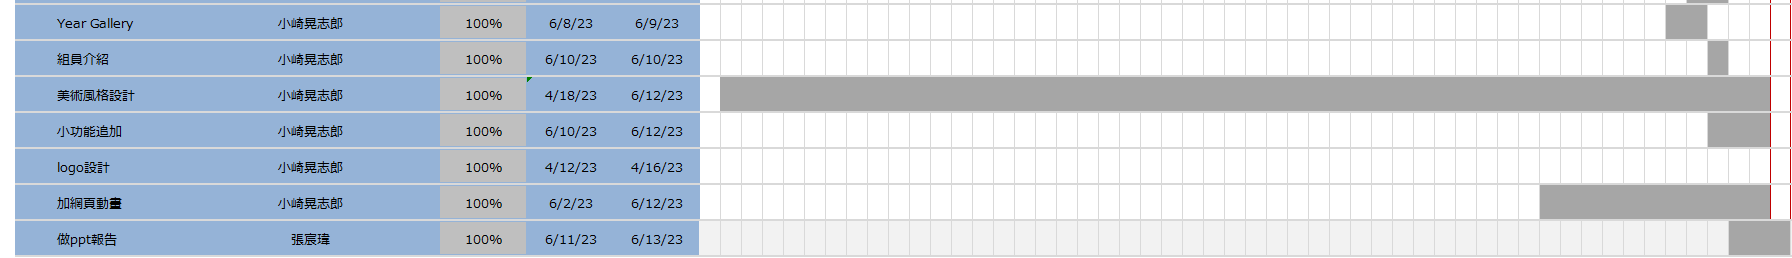 Year Gallery 小崎晃志郎 100% 6/8/23 6/9/23
組員介紹 小崎晃志郎 100% 6/10/23 6/10/23
美術風格設計 小崎晃志郎 100% 4/18/23 6/12/23
小功能追加 小崎晃志郎 100% 6/10/23 6/12/23
logo設計 小崎晃志郎 100% 4/12/23 4/16/23
加網頁動畫 小崎晃志郎 100% 6/2/23 6/12/23
做ppt報告 張宸瑋 100% 6/11/23 6/13/23